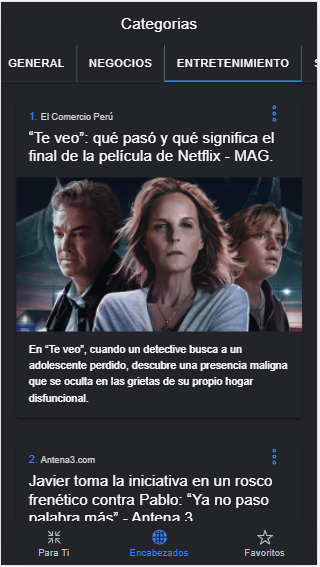 Categorias
GENERAL NEGOCIOS ENTRETENIMIENTO
1. El Comercio Perú
“Te veo”: qué pasó y qué significa el
final de la película de Netflix - MAG.
En “Te veo”, cuando un detective busca a un
adolescente perdido, descubre una presencia maligna
que se oculta en las grietas de su propio hogar
disfuncional.
2. Antena3.com
Javier toma la iniciativa en un rosco
frenético contra Pablo: “Ya no paso
palabra más” - Antena 3
Para Ti Encabezados Favoritos